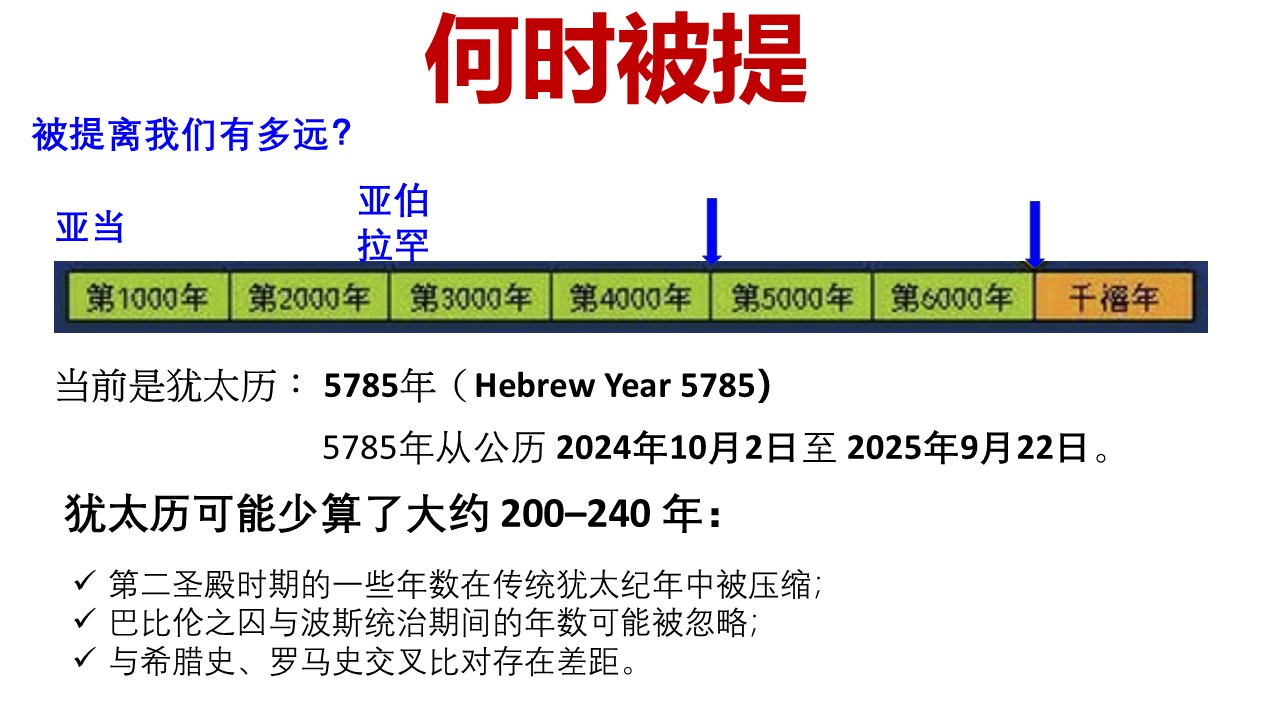 何时被提
被提离我们有多远？
亚当
亚伯
拉罕
第1000年 第2000年 第3000年 第4000年 第5000年 第6000年 千禧年
当前是犹太历： 5785年（Hebrew Year 5785)
5785年从公历 2024年10月2日至 2025年9月22日。
犹太历可能少算了大约 200–240 年：
✓ 第二圣殿时期的一些年数在传统犹太纪年中被压缩；
✓ 巴比伦之囚与波斯统治期间的年数可能被忽略；
✓ 与希腊史、罗马史交叉比对存在差距。